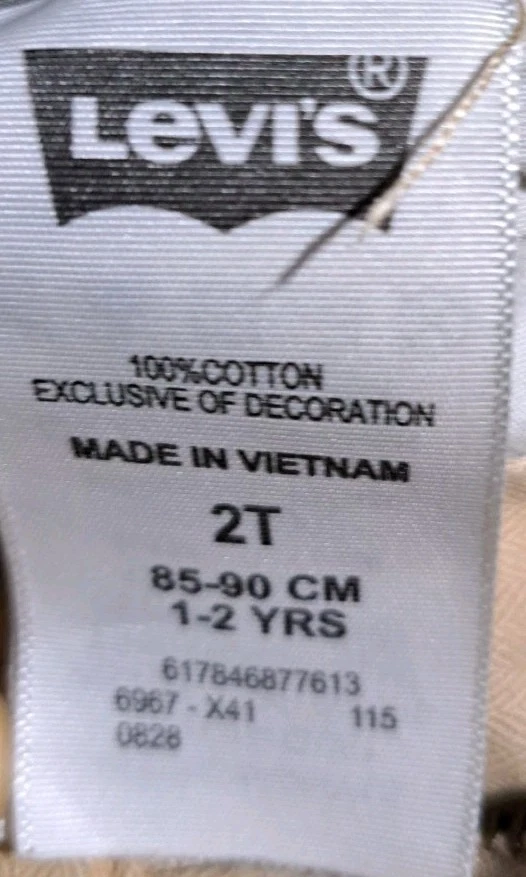 LEVI'S®
100%COTTON
EXCLUSIVE OF DECORATION
MADE IN VIETNAM
2T
85-90 CM
1-2 YRS
617846877613
6967 - X41 115
0828